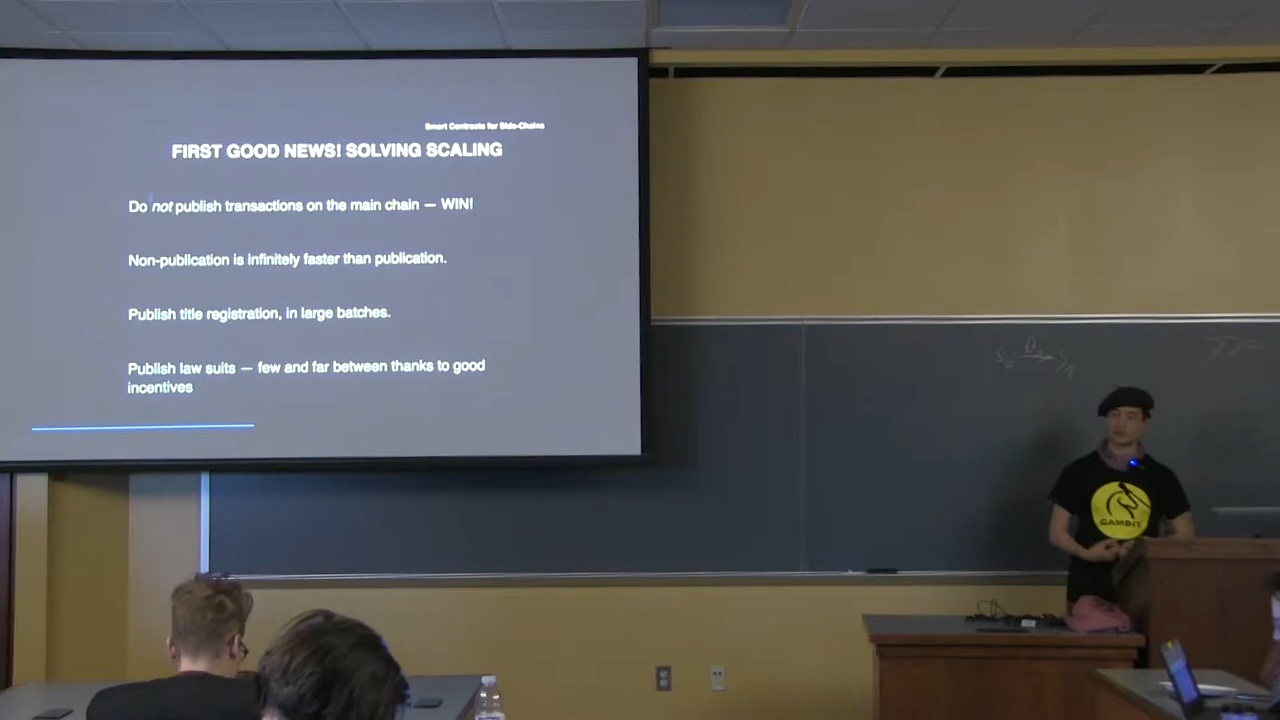 Smart Contracts for Side-Chains
FIRST GOOD NEWS! SOLVING SCALING
Do not publish transactions on the main chain — WIN!
Non-publication is infinitely faster than publication.
Publish title registration, in large batches.
Publish law suits — few and far between thanks to good
incentives
GAMBIT